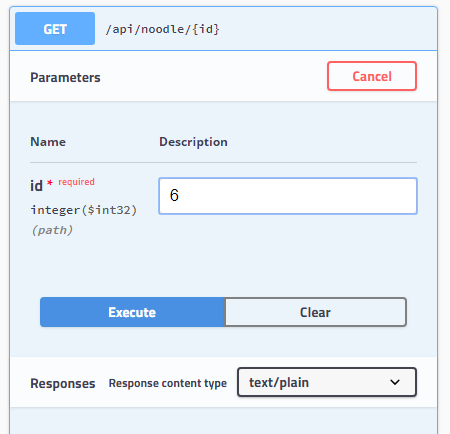 GET /api/noodle/{id}
Parameters Cancel
Name Description
id * required
6
integer($int32)
(path)
Execute Clear
Responses Response content type text/plain